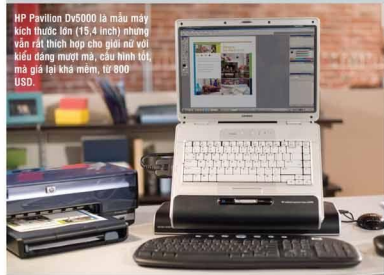 HP Pavilion Dv5000 là mẫu máy
kích thước lớn (15,4 inch) nhưng
vẫn rất thích hợp cho giới nữ với
kiểu dáng mượt mà, cấu hình tốt,
mà giá lại khá mềm, từ 800
USD.